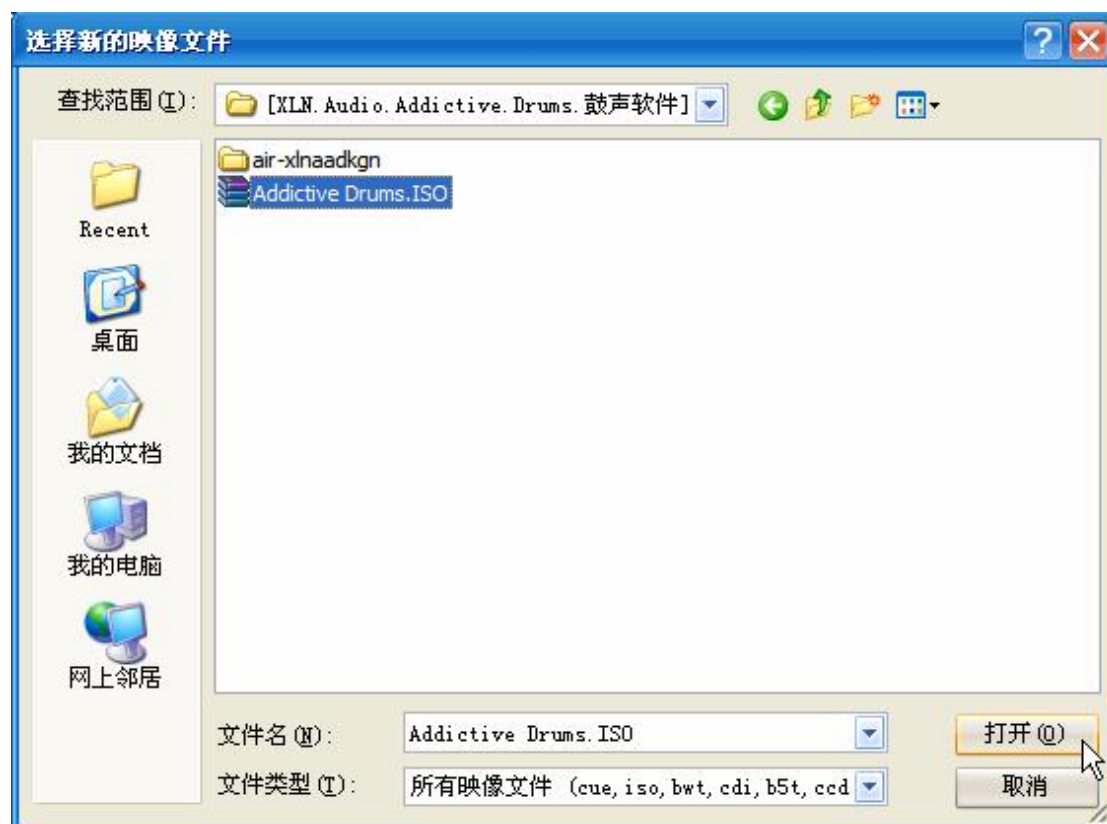 选择新的映像文件
查找范围(I):
[XLN.Audio.Addictive.Drums.鼓声软件]
air-xlnaadkgn
Addictive Drums.ISO
Recent
桌面
我的文档
我的电脑
网上邻居
文件名(N):
Addictive Drums.ISO
打开(O)
文件类型(T):
所有映像文件 (cue,iso,bwt,cdi,b5t,ccd
取消